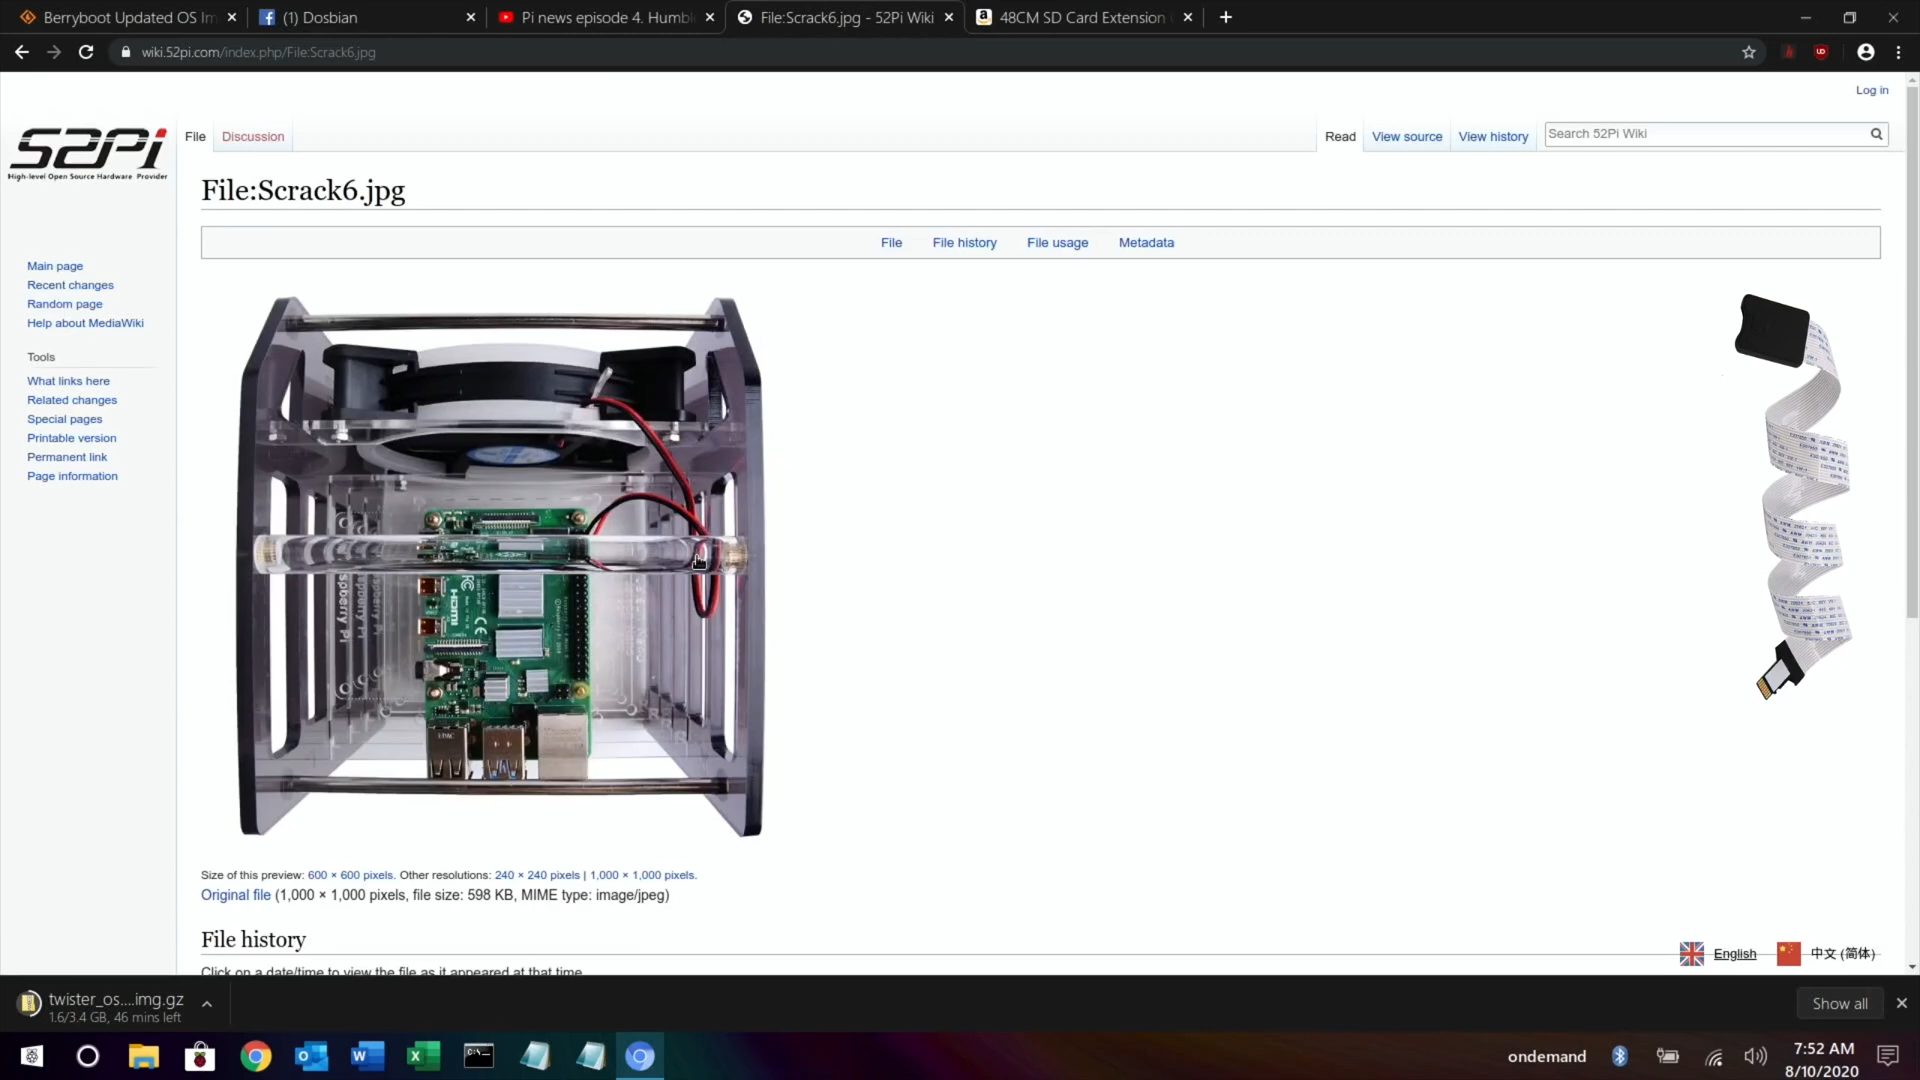 Berryboot Updated OS Im
(1) Dosbian
Pi news episode 4. Humbl
File:Scrack6.jpg - 52Pi Wiki
48CM SD Card Extension
wiki.52pi.com/index.php/File:Scrack6.jpg
Log in
52Pi
High-level Open Source Hardware Provider
File
Discussion
Read
View source
View history
Search 52Pi Wiki
File:Scrack6.jpg
File
File history
File usage
Metadata
Main page
Recent changes
Random page
Help about MediaWiki
Tools
What links here
Related changes
Special pages
Printable version
Permanent link
Page information
Raspberry Pi
HDMI
Size of this preview: 600 × 600 pixels. Other resolutions: 240 × 240 pixels | 1,000 × 1,000 pixels.
Original file (1,000 × 1,000 pixels, file size: 598 KB, MIME type: image/jpeg)
File history
Click on a date/time to view the file as it appeared at that time.
English
中文 (简体)
twister_os....img.gz
1.6/3.4 GB, 46 mins left
Show all
ondemand
7:52 AM
8/10/2020